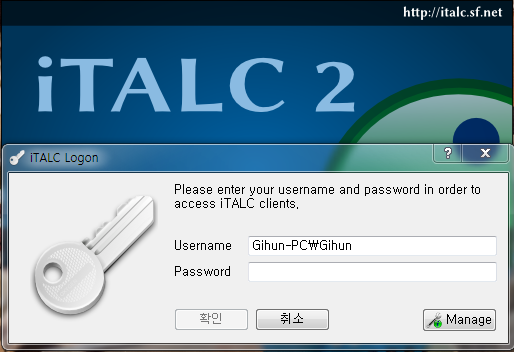 http://italc.sf.net
iTALC 2
iTALC Logon
Please enter your username and password in order to
access iTALC clients.
Username
Gihun-PC₩Gihun
Password
확인
취소
Manage